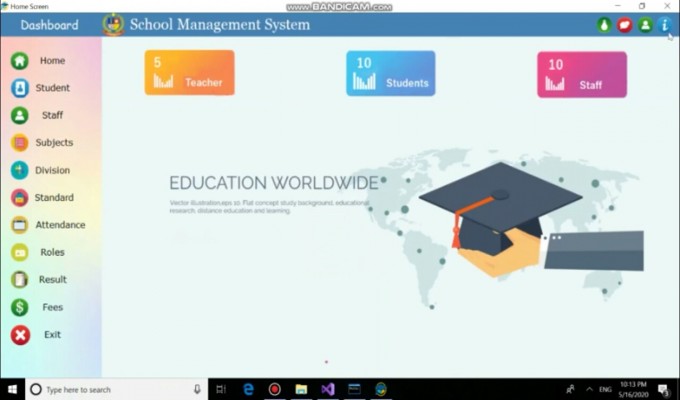 Home Screen
www.BANDICAM.com
Dashboard
School Management System
Home
Student
Staff
Subjects
Division
Standard
Attendance
Roles
Result
Fees
Exit
5
Teacher
10
Students
10
Staff
EDUCATION WORLDWIDE
Vector illustration.eps 10. Flat concept study background, educational
research, distance education and learning.
Type here to search
ENG
10:13 PM
5/16/2020